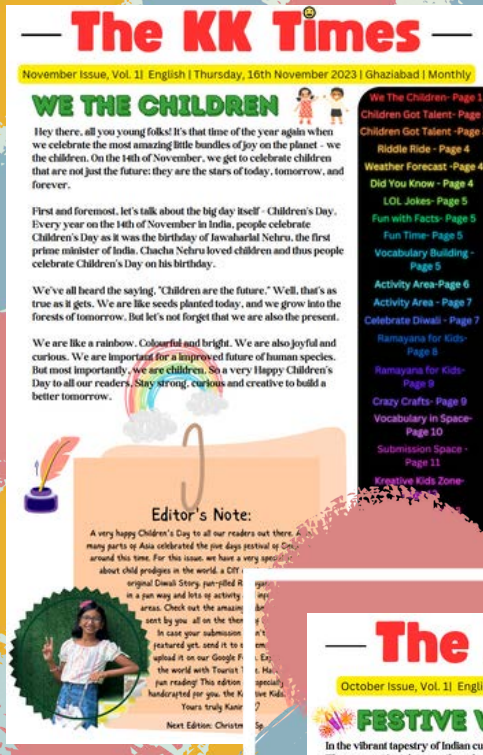 The KK Times
November Issue, Vol. 1| English | Thursday, 16th November 2023 | Ghaziabad | Monthly
WE THE CHILDREN
Hey there, all you young folks! It's that time of the year again when
we celebrate the most amazing little bundles of joy on the planet - we
the children. On the 14th of November, we get to celebrate children
that are not just the future; they are the stars of today, tomorrow, and
forever.
First and foremost, let's talk about the big day itself - Children's Day.
Every year on the 14th of November in India, people celebrate
Children's Day as it was the birthday of Jawaharlal Nehru, the first
prime minister of India. Chacha Nehru loved children and thus people
celebrate Children's Day on his birthday.
We've all heard the saying, "Children are the future." Well, that's as
true as it gets. We are like seeds planted today, and we grow into the
forests of tomorrow. But let's not forget that we are also the present.
We are like a rainbow. Colourful and bright. We are also joyful and
curious. We are important for a improved future of human species.
But most importantly, we are children. So a very Happy Children's
Day to all our readers. Stay strong, curious and creative to build a
better tomorrow.
We The Children- Page 1
Children Got Talent- Page
Children Got Talent -Page
Riddle Ride - Page 4
Weather Forecast -Page 4
Did You Know - Page 4
LOL Jokes- Page 5
Fun with Facts- Page 5
Fun Time- Page 5
Vocabulary Building -
Page 5
Activity Area-Page 6
Activity Area - Page 7
Celebrate Diwali - Page 7
Ramayana for Kids-
Page 8
Ramayana for Kids-
Page 9
Crazy Crafts- Page 9
Vocabulary in Space-
Page 10
Submission Space -
Page 11
Kreative Kids Zone-
Editor's Note:
A very happy Children's Day to all our readers out there.
many parts of Asia celebrated the five days festival of
around this time. For this issue, we have a very
about child prodigies in the world, a DIY
original Diwali Story, fun-filled
in a fun way and lots of activity
areas. Check out the amazing
sent by you all on the
In case your submission
featured yet, send it to
upload it on our Google
the world with Tourist
fun reading! This edition
handcrafted for you, the Kids
Yours truly
Next Edition:
The
October Issue, Vol. 1|
FESTIVE
In the vibrant tapestry of Indian